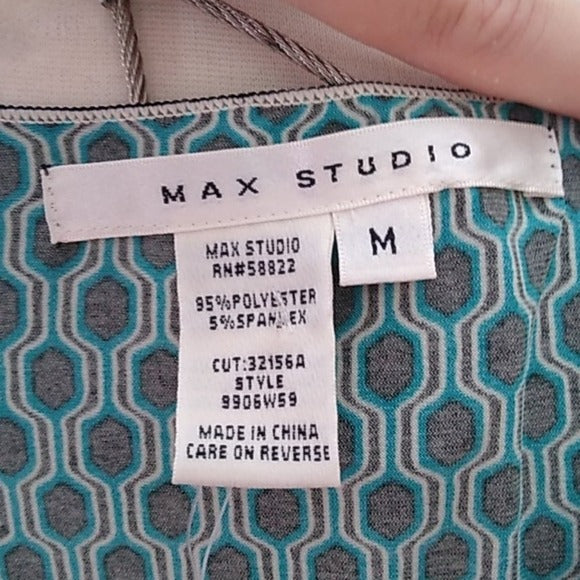 MAX STUDIO
M
MAX STUDIO
RN#58822
95%POLYESTER
5%SPANDEX
CUT:32156A
STYLE
9906W59
MADE IN CHINA
CARE ON REVERSE